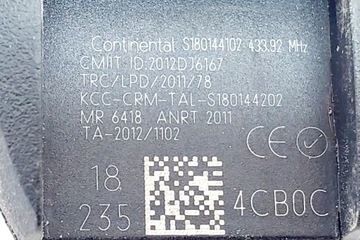 Continental S180144102 433.92 MHz
CMIIT ID:2012DJ6167
TRC/LPD/2011/78
KCC-CRM-TAL-S180144202
MR 6418 ANRT 2011
TA-2012/1102
CE
18
235
4CB0C